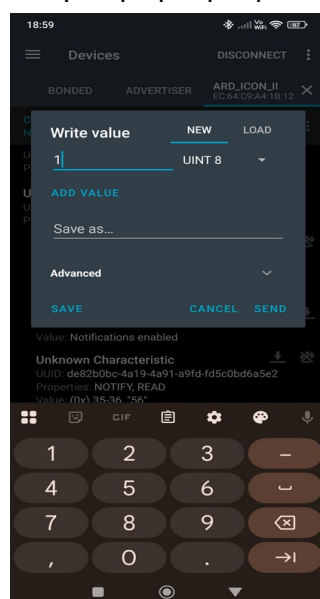 18:59
Vo WiFi
67
Devices
DISCONNECT
BONDED
ADVERTISER
ARD_ICON_II
EC:64:C9:A4:1B:12
Write value
NEW
LOAD
1
UINT 8
ADD VALUE
Save as...
Advanced
SAVE
CANCEL
SEND
Value: Notifications enabled
Unknown Characteristic
UUID: de82b0bc-4a19-4a91-a9fd-fd5c0bd6a5e2
Properties: NOTIFY, READ
Value: (0x) 35-36, "56"
GIF
1 2 3 –
4 5 6
7 8 9
, 0 .